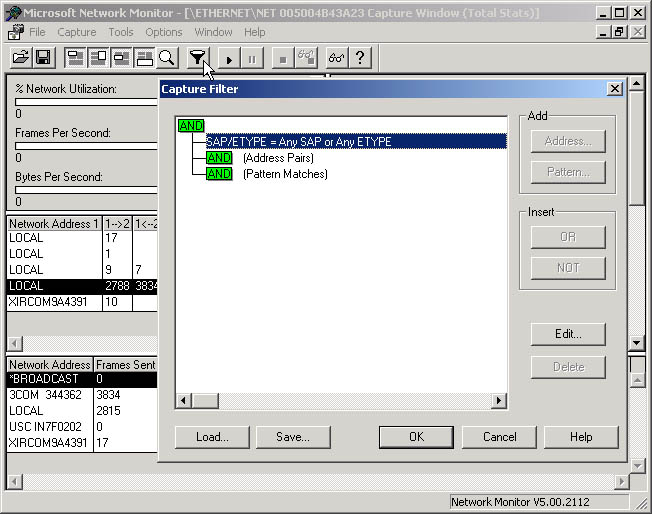 Microsoft Network Monitor - [\ETHERNET\NET 005004B43A23 Capture Window (Total Stats)]
File Capture Tools Options Window Help
% Network Utilization:
0
Frames Per Second:
0
Bytes Per Second:
0
Network Address 1 1-->2 1<--2
LOCAL 17
LOCAL 1
LOCAL 9 7
LOCAL 2788 3834
XIRCOM9A4391 10
Network Address Frames Sent
*BROADCAST 0
3COM 344362 3834
LOCAL 2815
USC IN7F0202 0
XIRCOM9A4391 17
Capture Filter
AND
SAP/ETYPE = Any SAP or Any ETYPE
AND (Address Pairs)
AND (Pattern Matches)
Add
Address...
Pattern...
Insert
OR
NOT
Edit...
Delete
Load... Save... OK Cancel Help
Network Monitor V5.00.2112